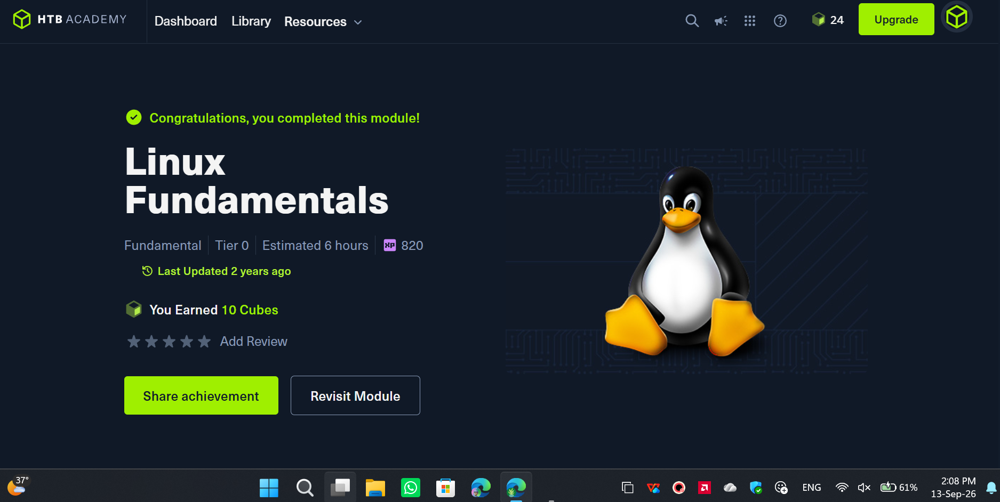 HTB ACADEMY
Dashboard Library Resources
24
Upgrade
Congratulations, you completed this module!
Linux
Fundamentals
Fundamental Tier 0 Estimated 6 hours XP 820
Last Updated 2 years ago
You Earned 10 Cubes
Add Review
Share achievement Revisit Module
37°
ENG
61%
2:08 PM
13-Sep-26